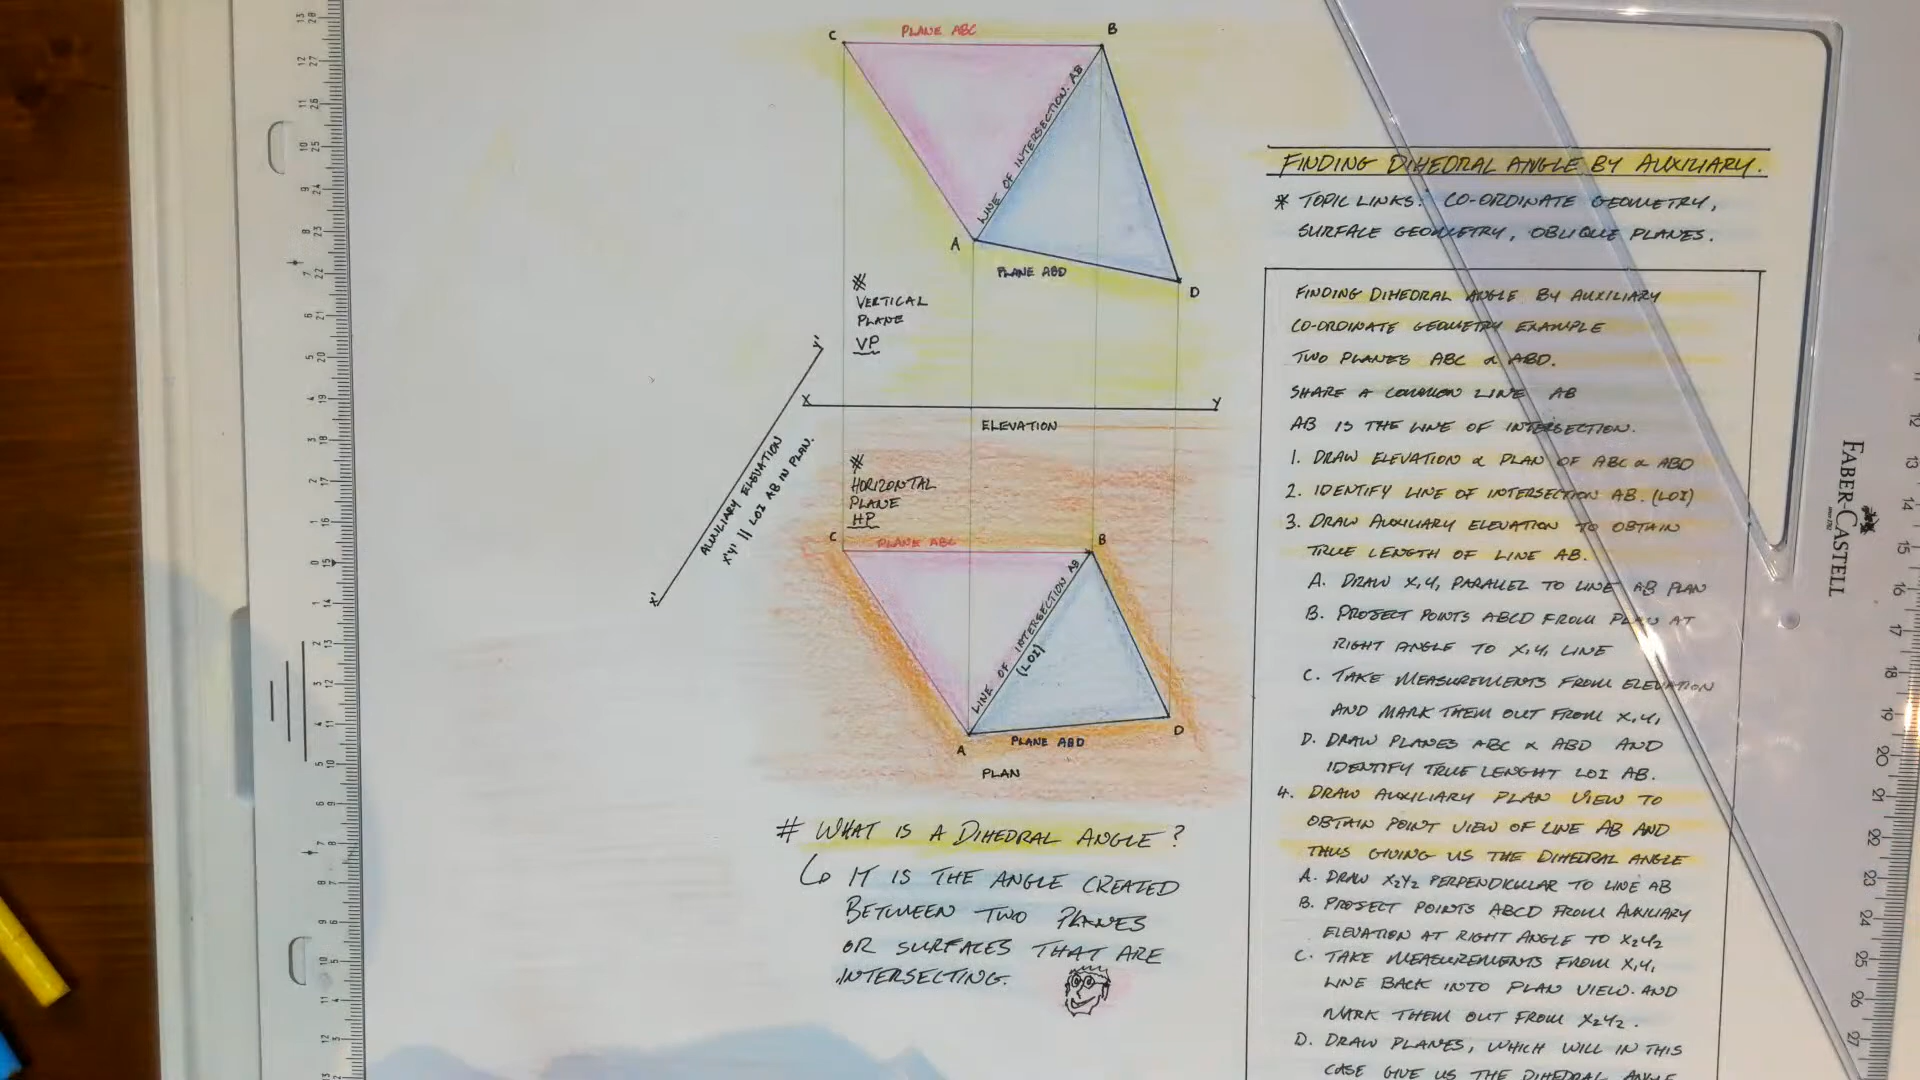 C
PLANE ABC
B
LINE OF INTERSECTION. AB
A
PLANE ABD
D
*
VERTICAL
PLANE
VP
Y'
X
Y
ELEVATION
AUXILIARY ELEVATION
X'Y' || LOI AB IN PLAN.
X'
*
HORIZONTAL
PLANE
HP
C
PLANE ABC
B
LINE OF INTERSECTION AB
(LOI)
A
PLANE ABD
D
PLAN
# WHAT IS A DIHEDRAL ANGLE?
IT IS THE ANGLE CREATED
BETWEEN TWO PLANES
OR SURFACES THAT ARE
INTERSECTING.
FINDING DIHEDRAL ANGLE BY AUXILIARY.
* TOPIC LINKS: CO-ORDINATE GEOMETRY,
SURFACE GEOMETRY, OBLIQUE PLANES.
FINDING DIHEDRAL ANGLE BY AUXILIARY
CO-ORDINATE GEOMETRY EXAMPLE
TWO PLANES ABC & ABD.
SHARE A COMMON LINE AB
AB IS THE LINE OF INTERSECTION.
1. DRAW ELEVATION & PLAN OF ABC & ABD
2. IDENTIFY LINE OF INTERSECTION AB. (LOI)
3. DRAW AUXILIARY ELEVATION TO OBTAIN
TRUE LENGTH OF LINE AB.
A. DRAW X₁Y₁ PARALLEL TO LINE AB PLAN
B. PROJECT POINTS ABCD FROM PLAN AT
RIGHT ANGLE TO X₁Y₁ LINE
C. TAKE MEASUREMENTS FROM ELEVATION
AND MARK THEM OUT FROM X₁Y₁
D. DRAW PLANES ABC & ABD AND
IDENTIFY TRUE LENGHT LOI AB.
4. DRAW AUXILIARY PLAN VIEW TO
OBTAIN POINT VIEW OF LINE AB AND
THUS GIVING US THE DIHEDRAL ANGLE
A. DRAW X₂Y₂ PERPENDICULAR TO LINE AB
B. PROJECT POINTS ABCD FROM AUXILIARY
ELEVATION AT RIGHT ANGLE TO X₂Y₂
C. TAKE MEASUREMENTS FROM X₁Y₁
LINE BACK INTO PLAN VIEW. AND
MARK THEM OUT FROM X₂Y₂.
D. DRAW PLANES, WHICH WILL IN THIS
CASE GIVE US THE DIHEDRAL ANGLE
FABER-CASTELL